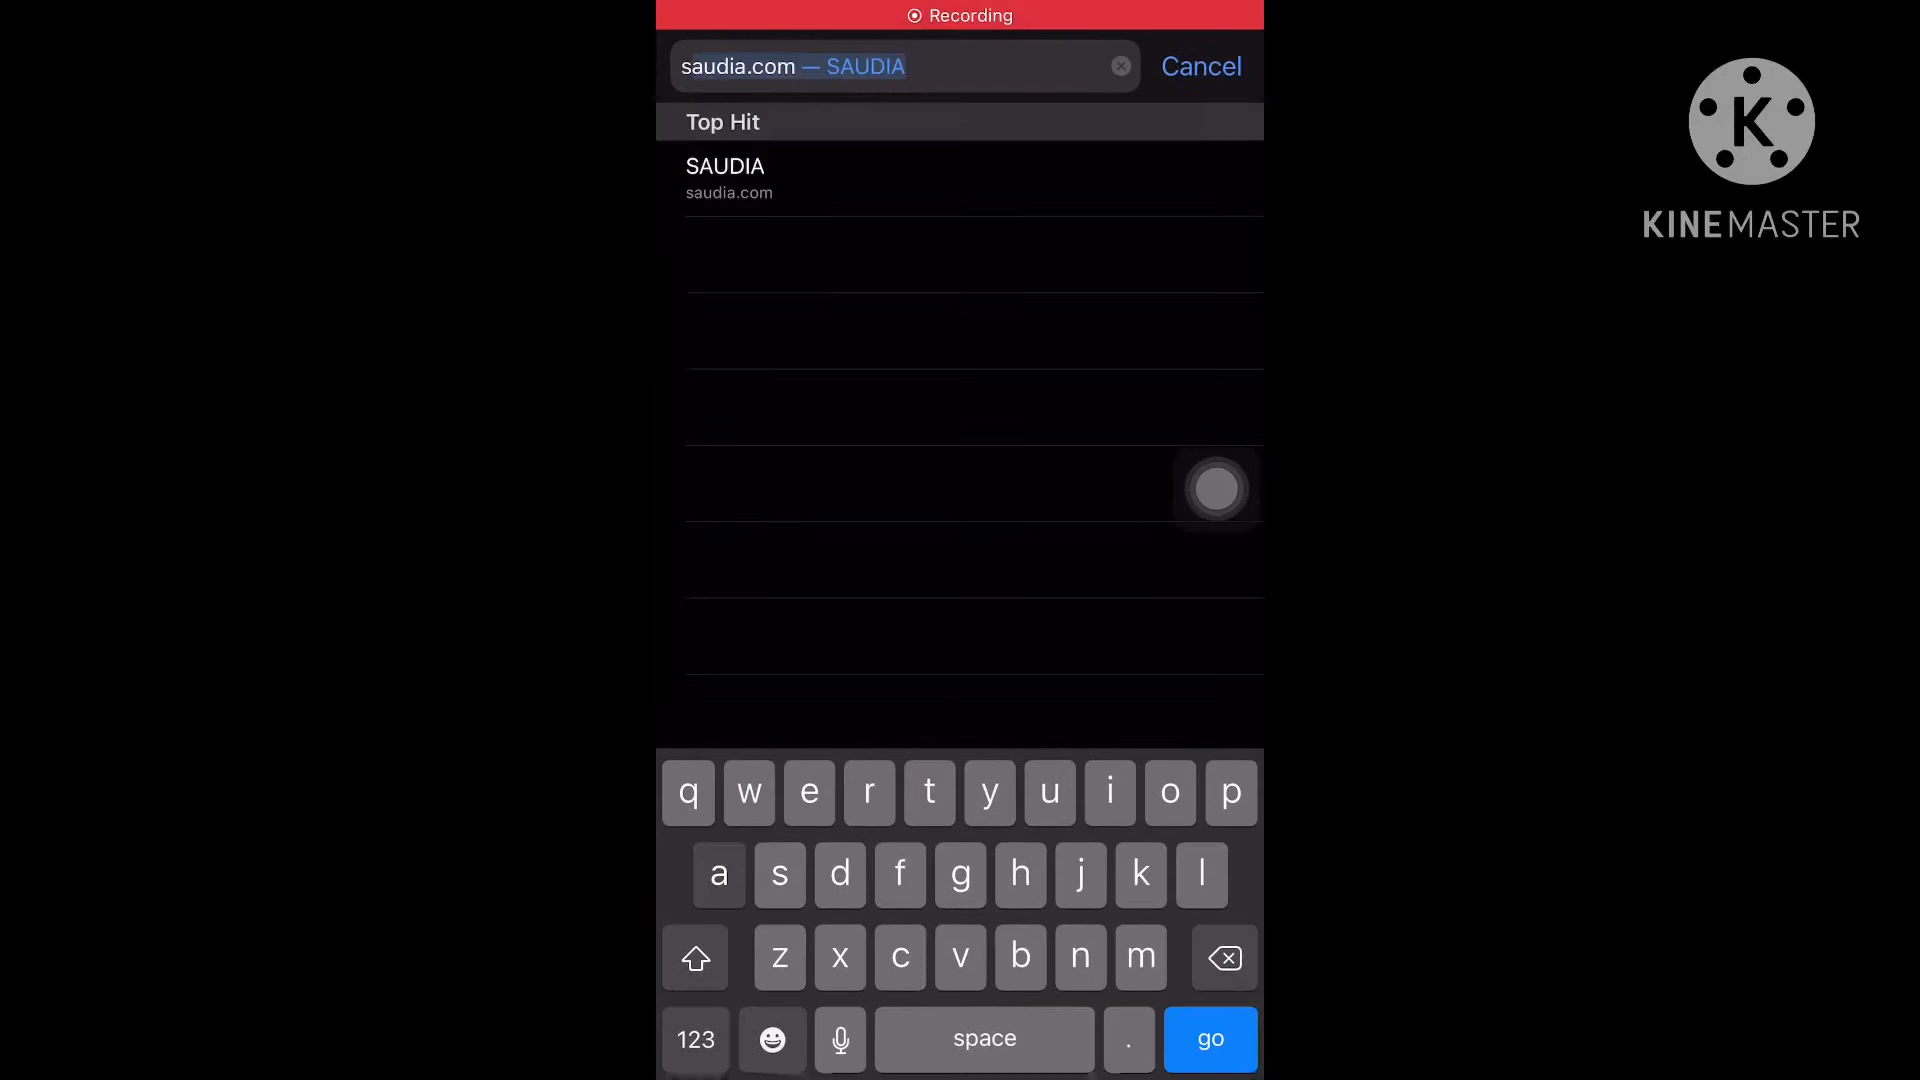 Recording
saudia.com — SAUDIA
Cancel
Top Hit
SAUDIA
saudia.com
K
KINEMASTER
q w e r t y u i o p
a s d f g h j k l
z x c v b n m
123 space . go